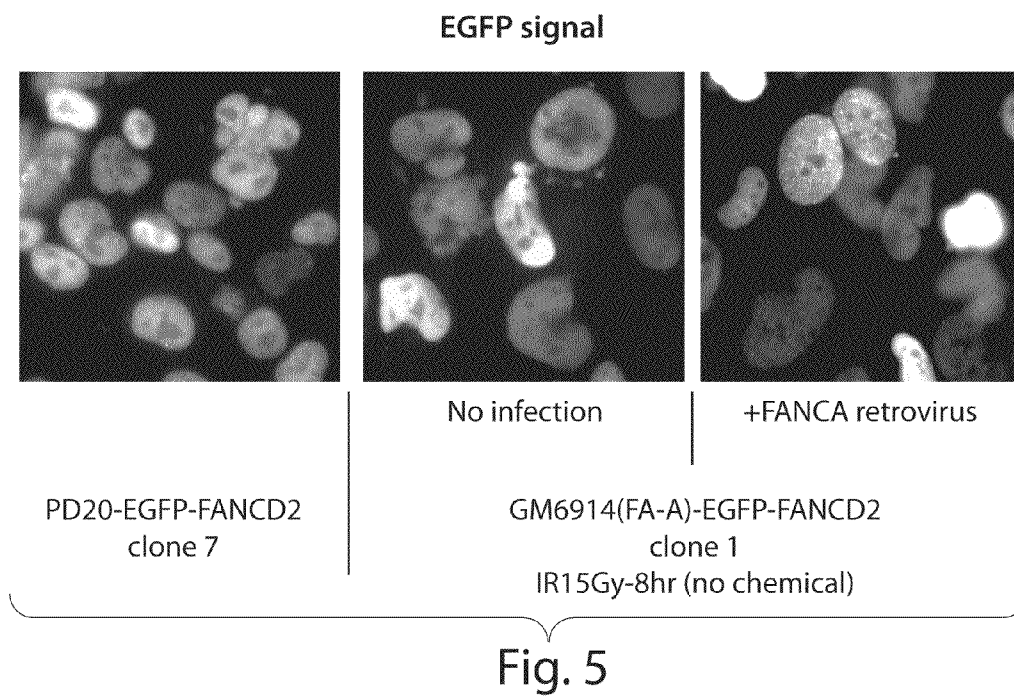 EGFP signal
No infection
+FANCA retrovirus
PD20-EGFP-FANCD2
clone 7
GM6914(FA-A)-EGFP-FANCD2
clone 1
IR15Gy-8hr (no chemical)
Fig. 5